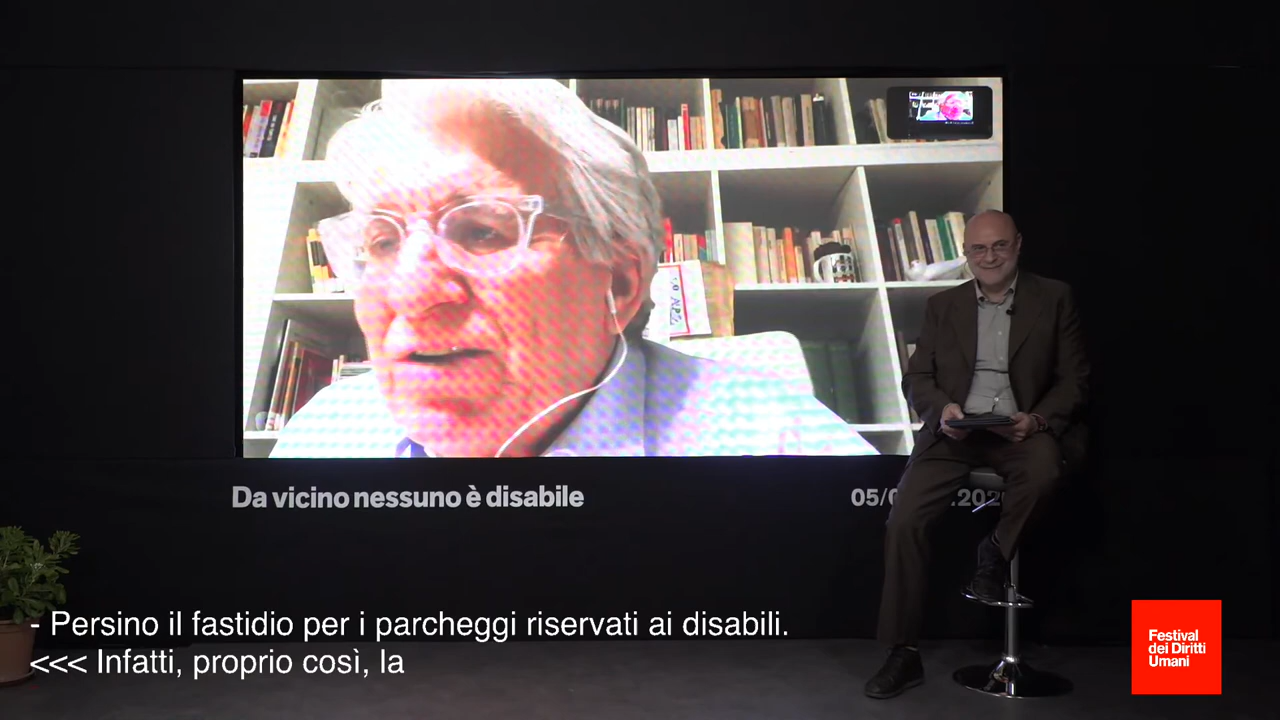 Da vicino nessuno è disabile
- Persino il fastidio per i parcheggi riservati ai disabili.
<<< Infatti, proprio così, la
Festival
dei Diritti
Umani